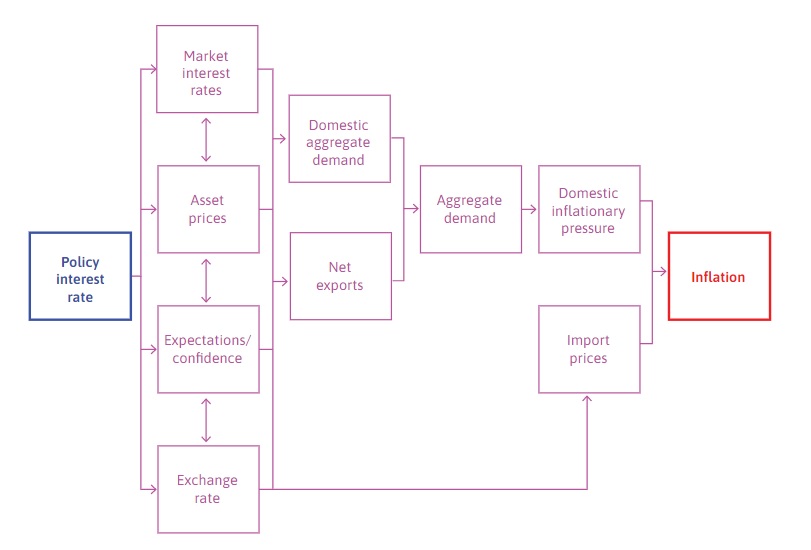 Market
interest
rates
Domestic
aggregate
demand
Asset
prices
Aggregate
demand
Domestic
inflationary
pressure
Policy
interest
rate
Net
exports
Inflation
Expectations/
confidence
Import
prices
Exchange
rate